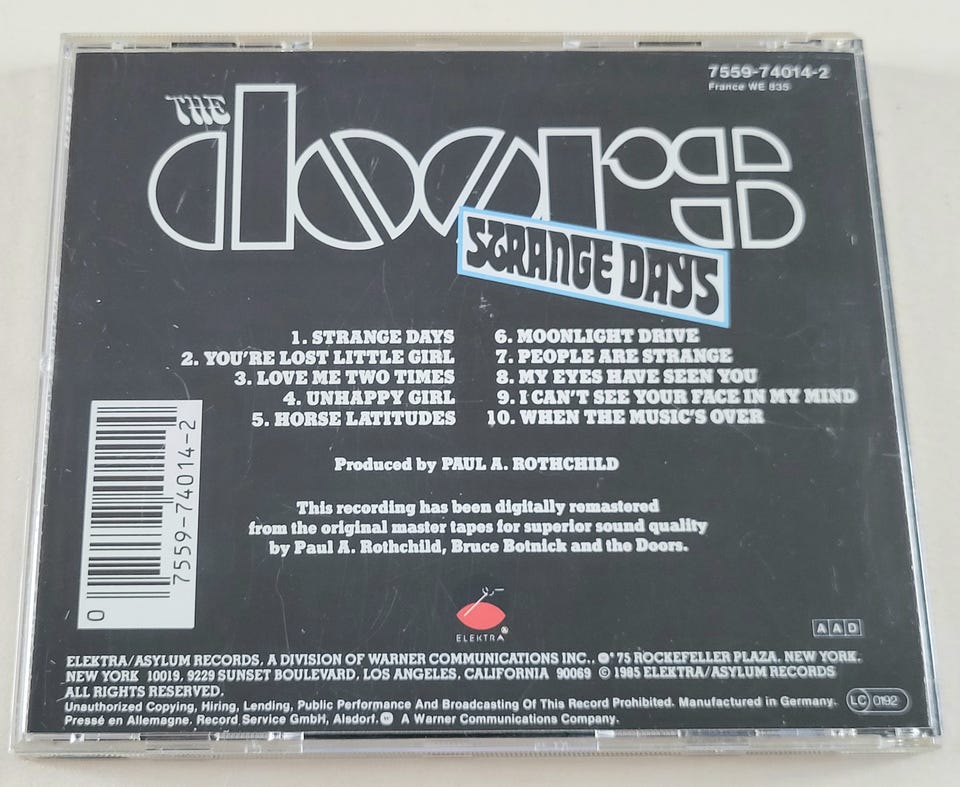 7559-74014-2
France WE 835
THE
doors
STRANGE DAYS
1. STRANGE DAYS
2. YOU'RE LOST LITTLE GIRL
3. LOVE ME TWO TIMES
4. UNHAPPY GIRL
5. HORSE LATITUDES
6. MOONLIGHT DRIVE
7. PEOPLE ARE STRANGE
8. MY EYES HAVE SEEN YOU
9. I CAN'T SEE YOUR FACE IN MY MIND
10. WHEN THE MUSIC'S OVER
0 7559-74014-2
Produced by PAUL A. ROTHCHILD
This recording has been digitally remastered
from the original master tapes for superior sound quality
by Paul A. Rothchild, Bruce Botnick and the Doors.
ELEKTRA
AAD
ELEKTRA/ASYLUM RECORDS, A DIVISION OF WARNER COMMUNICATIONS INC., 75 ROCKEFELLER PLAZA, NEW YORK,
NEW YORK 10019, 9229 SUNSET BOULEVARD, LOS ANGELES, CALIFORNIA 90069 © 1985 ELEKTRA/ASYLUM RECORDS
ALL RIGHTS RESERVED.
Unauthorized Copying, Hiring, Lending, Public Performance And Broadcasting Of This Record Prohibited. Manufactured in Germany.
Pressé en Allemagne. Record Service GmbH, Alsdorf. A Warner Communications Company.
LC 0192